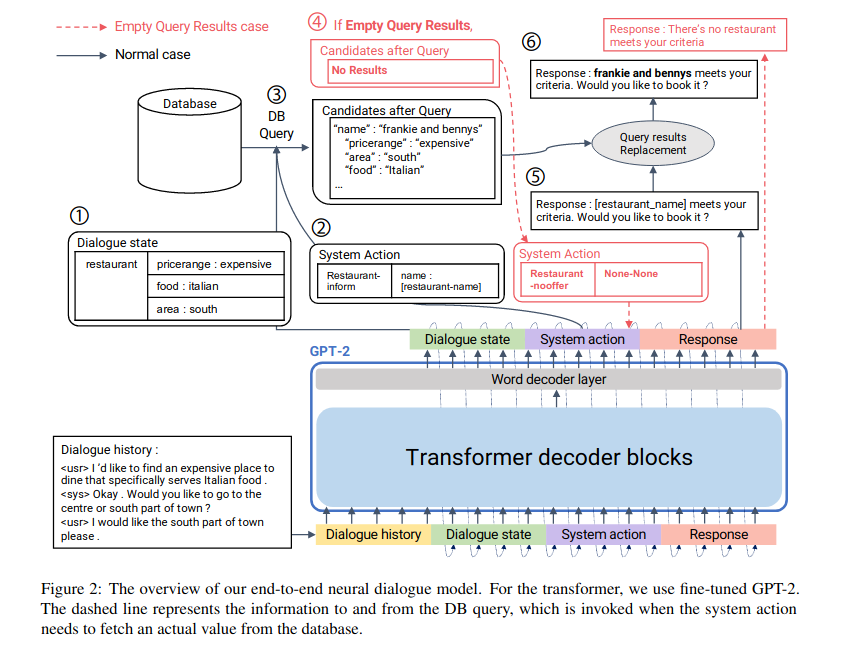 Empty Query Results case
Normal case
④ If Empty Query Results,
Candidates after Query
No Results
Response : There's no restaurant
meets your criteria
⑥
Response : frankie and bennys meets your
criteria. Would you like to book it ?
Database
③
DB
Query
Candidates after Query
“name” : “frankie and bennys”
“pricerange” : “expensive”
“area” : “south”
“food” : “Italian”
...
Query results
Replacement
⑤
Response : [restaurant_name] meets your
criteria. Would you like to book it ?
①
Dialogue state
restaurant
pricerange : expensive
food : italian
area : south
②
System Action
Restaurant-
inform
name :
[restaurant-name]
System Action
Restaurant
-nooffer
None-None
GPT-2
Dialogue state
System action
Response
Word decoder layer
Transformer decoder blocks
Dialogue history :
<usr> I 'd like to find an expensive place to
dine that specifically serves Italian food .
<sys> Okay . Would you like to go to the
centre or south part of town ?
<usr> I would like the south part of town
please .
Dialogue history
Dialogue state
System action
Response
Figure 2: The overview of our end-to-end neural dialogue model. For the transformer, we use fine-tuned GPT-2.
The dashed line represents the information to and from the DB query, which is invoked when the system action
needs to fetch an actual value from the database.